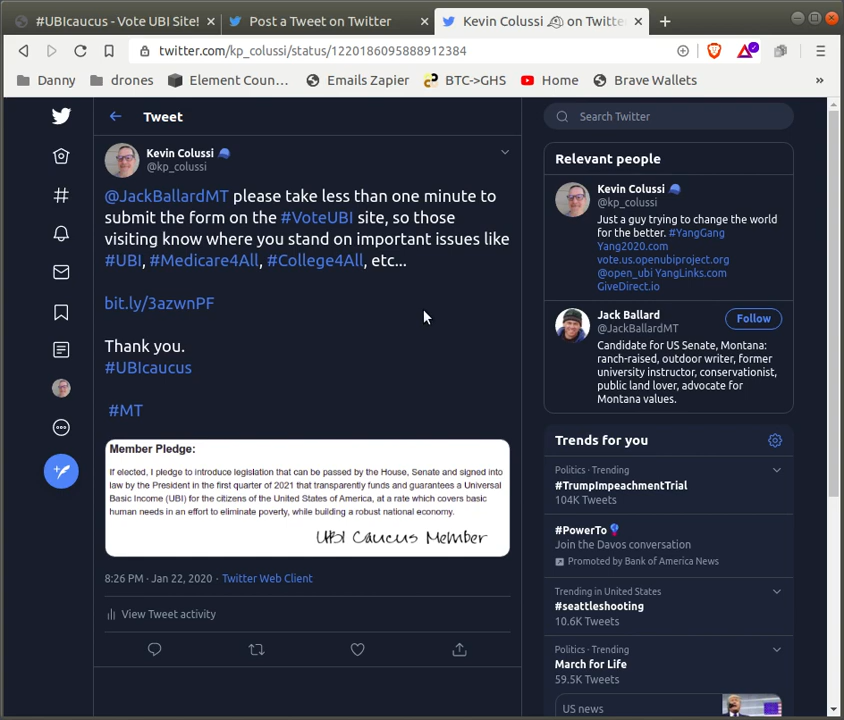 #UBIcaucus - Vote UBI Site!
Post a Tweet on Twitter
Kevin Colussi on Twitte
twitter.com/kp_colussi/status/1220186095888912384
Danny
drones
Element Coun…
Emails Zapier
BTC->GHS
Home
Brave Wallets
»
Tweet
Kevin Colussi
@kp_colussi
@JackBallardMT please take less than one minute to
submit the form on the #VoteUBI site, so those
visiting know where you stand on important issues like
#UBI, #Medicare4All, #College4All, etc...
bit.ly/3azwnPF
Thank you.
#UBIcaucus
#MT
Member Pledge:
If elected, I pledge to introduce legislation that can be passed by the House, Senate and signed into
law by the President in the first quarter of 2021 that transparently funds and guarantees a Universal
Basic Income (UBI) for the citizens of the United States of America, at a rate which covers basic
human needs in an effort to eliminate poverty, while building a robust national economy.
UBI Caucus Member
8:26 PM · Jan 22, 2020 · Twitter Web Client
View Tweet activity
Search Twitter
Relevant people
Kevin Colussi
@kp_colussi
Just a guy trying to change the world
for the better. #YangGang
Yang2020.com
vote.us.openubiproject.org
@open_ubi YangLinks.com
GiveDirect.io
Jack Ballard
@JackBallardMT
Follow
Candidate for US Senate, Montana:
ranch-raised, outdoor writer, former
university instructor, conservationist,
public land lover, advocate for
Montana values.
Trends for you
Politics · Trending
#TrumpImpeachmentTrial
104K Tweets
#PowerTo
Join the Davos conversation
Promoted by Bank of America News
Trending in United States
#seattleshooting
10.6K Tweets
Politics · Trending
March for Life
59.5K Tweets
US news